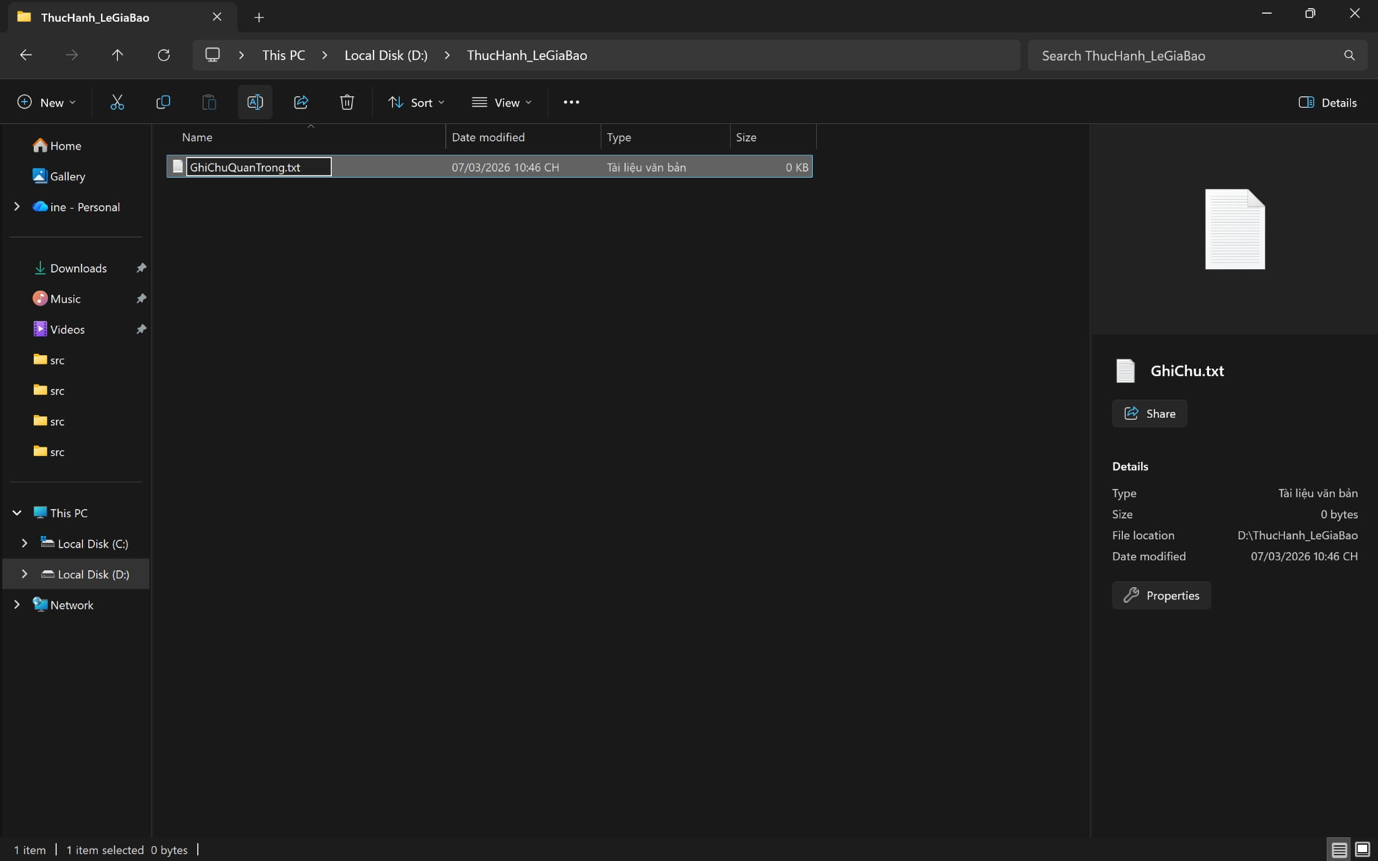 ThucHanh_LeGiaBao
This PC > Local Disk (D:) > ThucHanh_LeGiaBao
Search ThucHanh_LeGiaBao
New
Sort
View
Details
Home
Gallery
ine - Personal
Downloads
Music
Videos
src
src
src
src
This PC
Local Disk (C:)
Local Disk (D:)
Network
Name Date modified Type Size
GhiChuQuanTrong.txt 07/03/2026 10:46 CH Tài liệu văn bản 0 KB
GhiChu.txt
Share
Details
Type Tài liệu văn bản
Size 0 bytes
File location D:\ThucHanh_LeGiaBao
Date modified 07/03/2026 10:46 CH
Properties
1 item 1 item selected 0 bytes